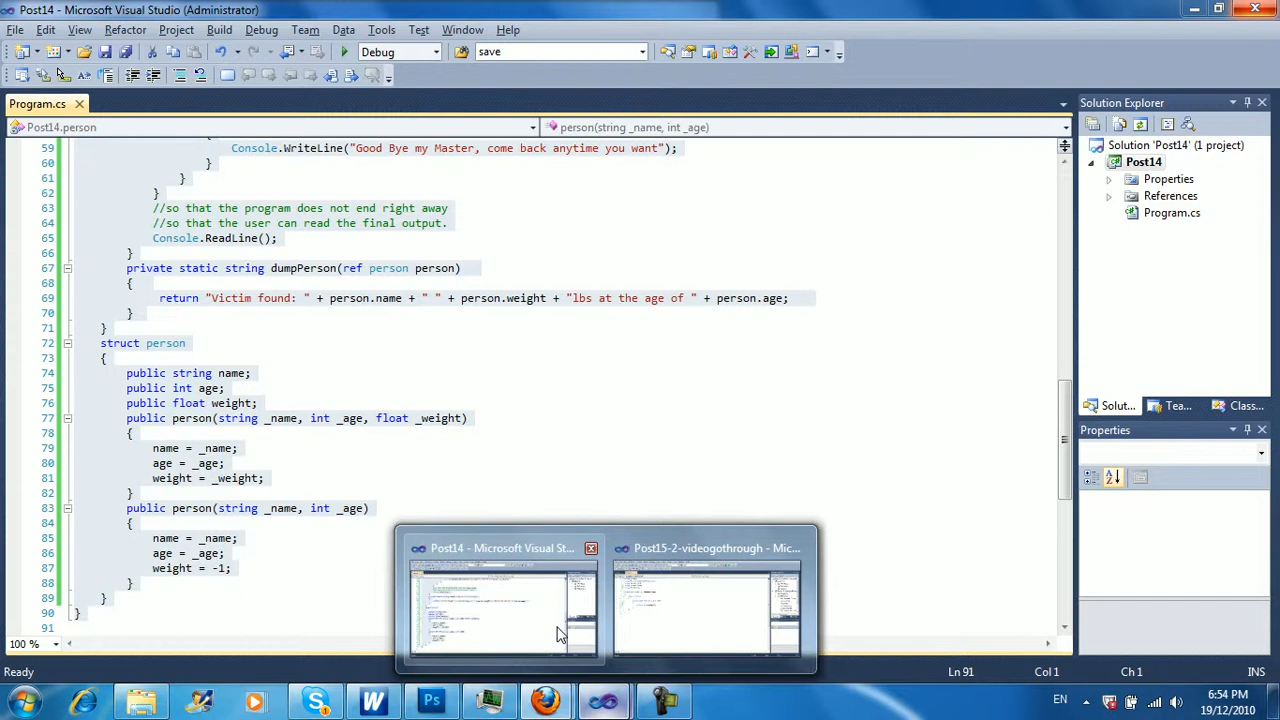 Post14 - Microsoft Visual Studio (Administrator)
File Edit View Refactor Project Build Debug Team Data Tools Test Window Help
Debug save
Program.cs
Post14.person person(string _name, int _age)
59 Console.WriteLine("Good Bye my Master, come back anytime you want");
60 }
61 }
62 }
63 //so that the program does not end right away
64 //so that the user can read the final output.
65 Console.ReadLine();
66 }
67 private static string dumpPerson(ref person person)
68 {
69 return "Victim found: " + person.name + " " + person.weight + "lbs at the age of " + person.age;
70 }
71 }
72 struct person
73 {
74 public string name;
75 public int age;
76 public float weight;
77 public person(string _name, int _age, float _weight)
78 {
79 name = _name;
80 age = _age;
81 weight = _weight;
82 }
83 public person(string _name, int _age)
84 {
85 name = _name;
86 age = _age;
87 weight = -1;
88 }
89 }
90 }
91
100 %
Solution Explorer
Solution 'Post14' (1 project)
Post14
Properties
References
Program.cs
Solut... Tea... Class...
Properties
Post14 - Microsoft Visual St...
Post15-2-videogothrough - Mic...
Ready Ln 91 Col 1 Ch 1 INS
EN 6:54 PM
19/12/2010